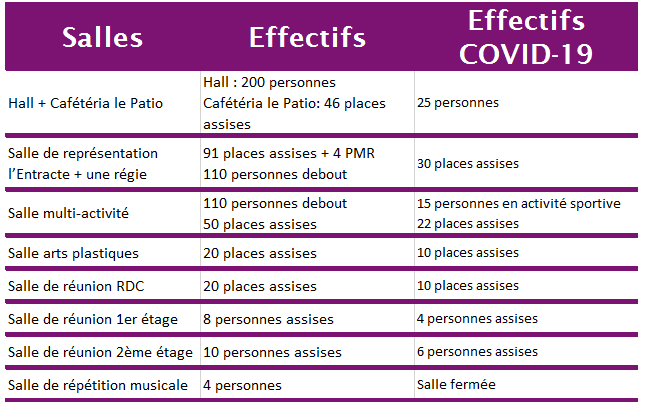 Salles
Effectifs
Effectifs
COVID-19
Hall + Cafétéria le Patio
Hall : 200 personnes
Cafétéria le Patio: 46 places
assises
25 personnes
Salle de représentation
l’Entracte + une régie
91 places assises + 4 PMR
110 personnes debout
30 places assises
Salle multi-activité
110 personnes debout
50 places assises
15 personnes en activité sportive
22 places assises
Salle arts plastiques
20 places assises
10 places assises
Salle de réunion RDC
20 places assises
10 places assises
Salle de réunion 1er étage
8 personnes assises
4 personnes assises
Salle de réunion 2ème étage
10 personnes assises
6 personnes assises
Salle de répétition musicale
4 personnes
Salle fermée